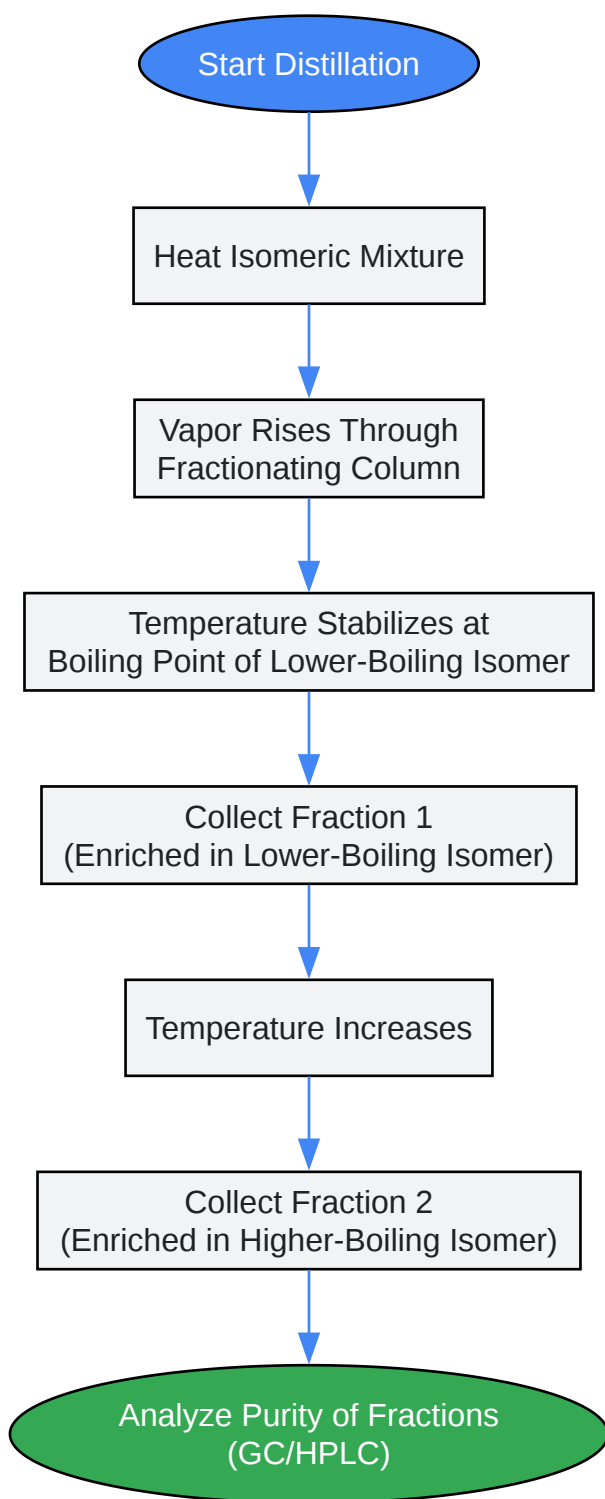 Start Distillation
Heat Isomeric Mixture
Vapor Rises Through
Fractionating Column
Temperature Stabilizes at
Boiling Point of Lower-Boiling Isomer
Collect Fraction 1
(Enriched in Lower-Boiling Isomer)
Temperature Increases
Collect Fraction 2
(Enriched in Higher-Boiling Isomer)
Analyze Purity of Fractions
(GC/HPLC)